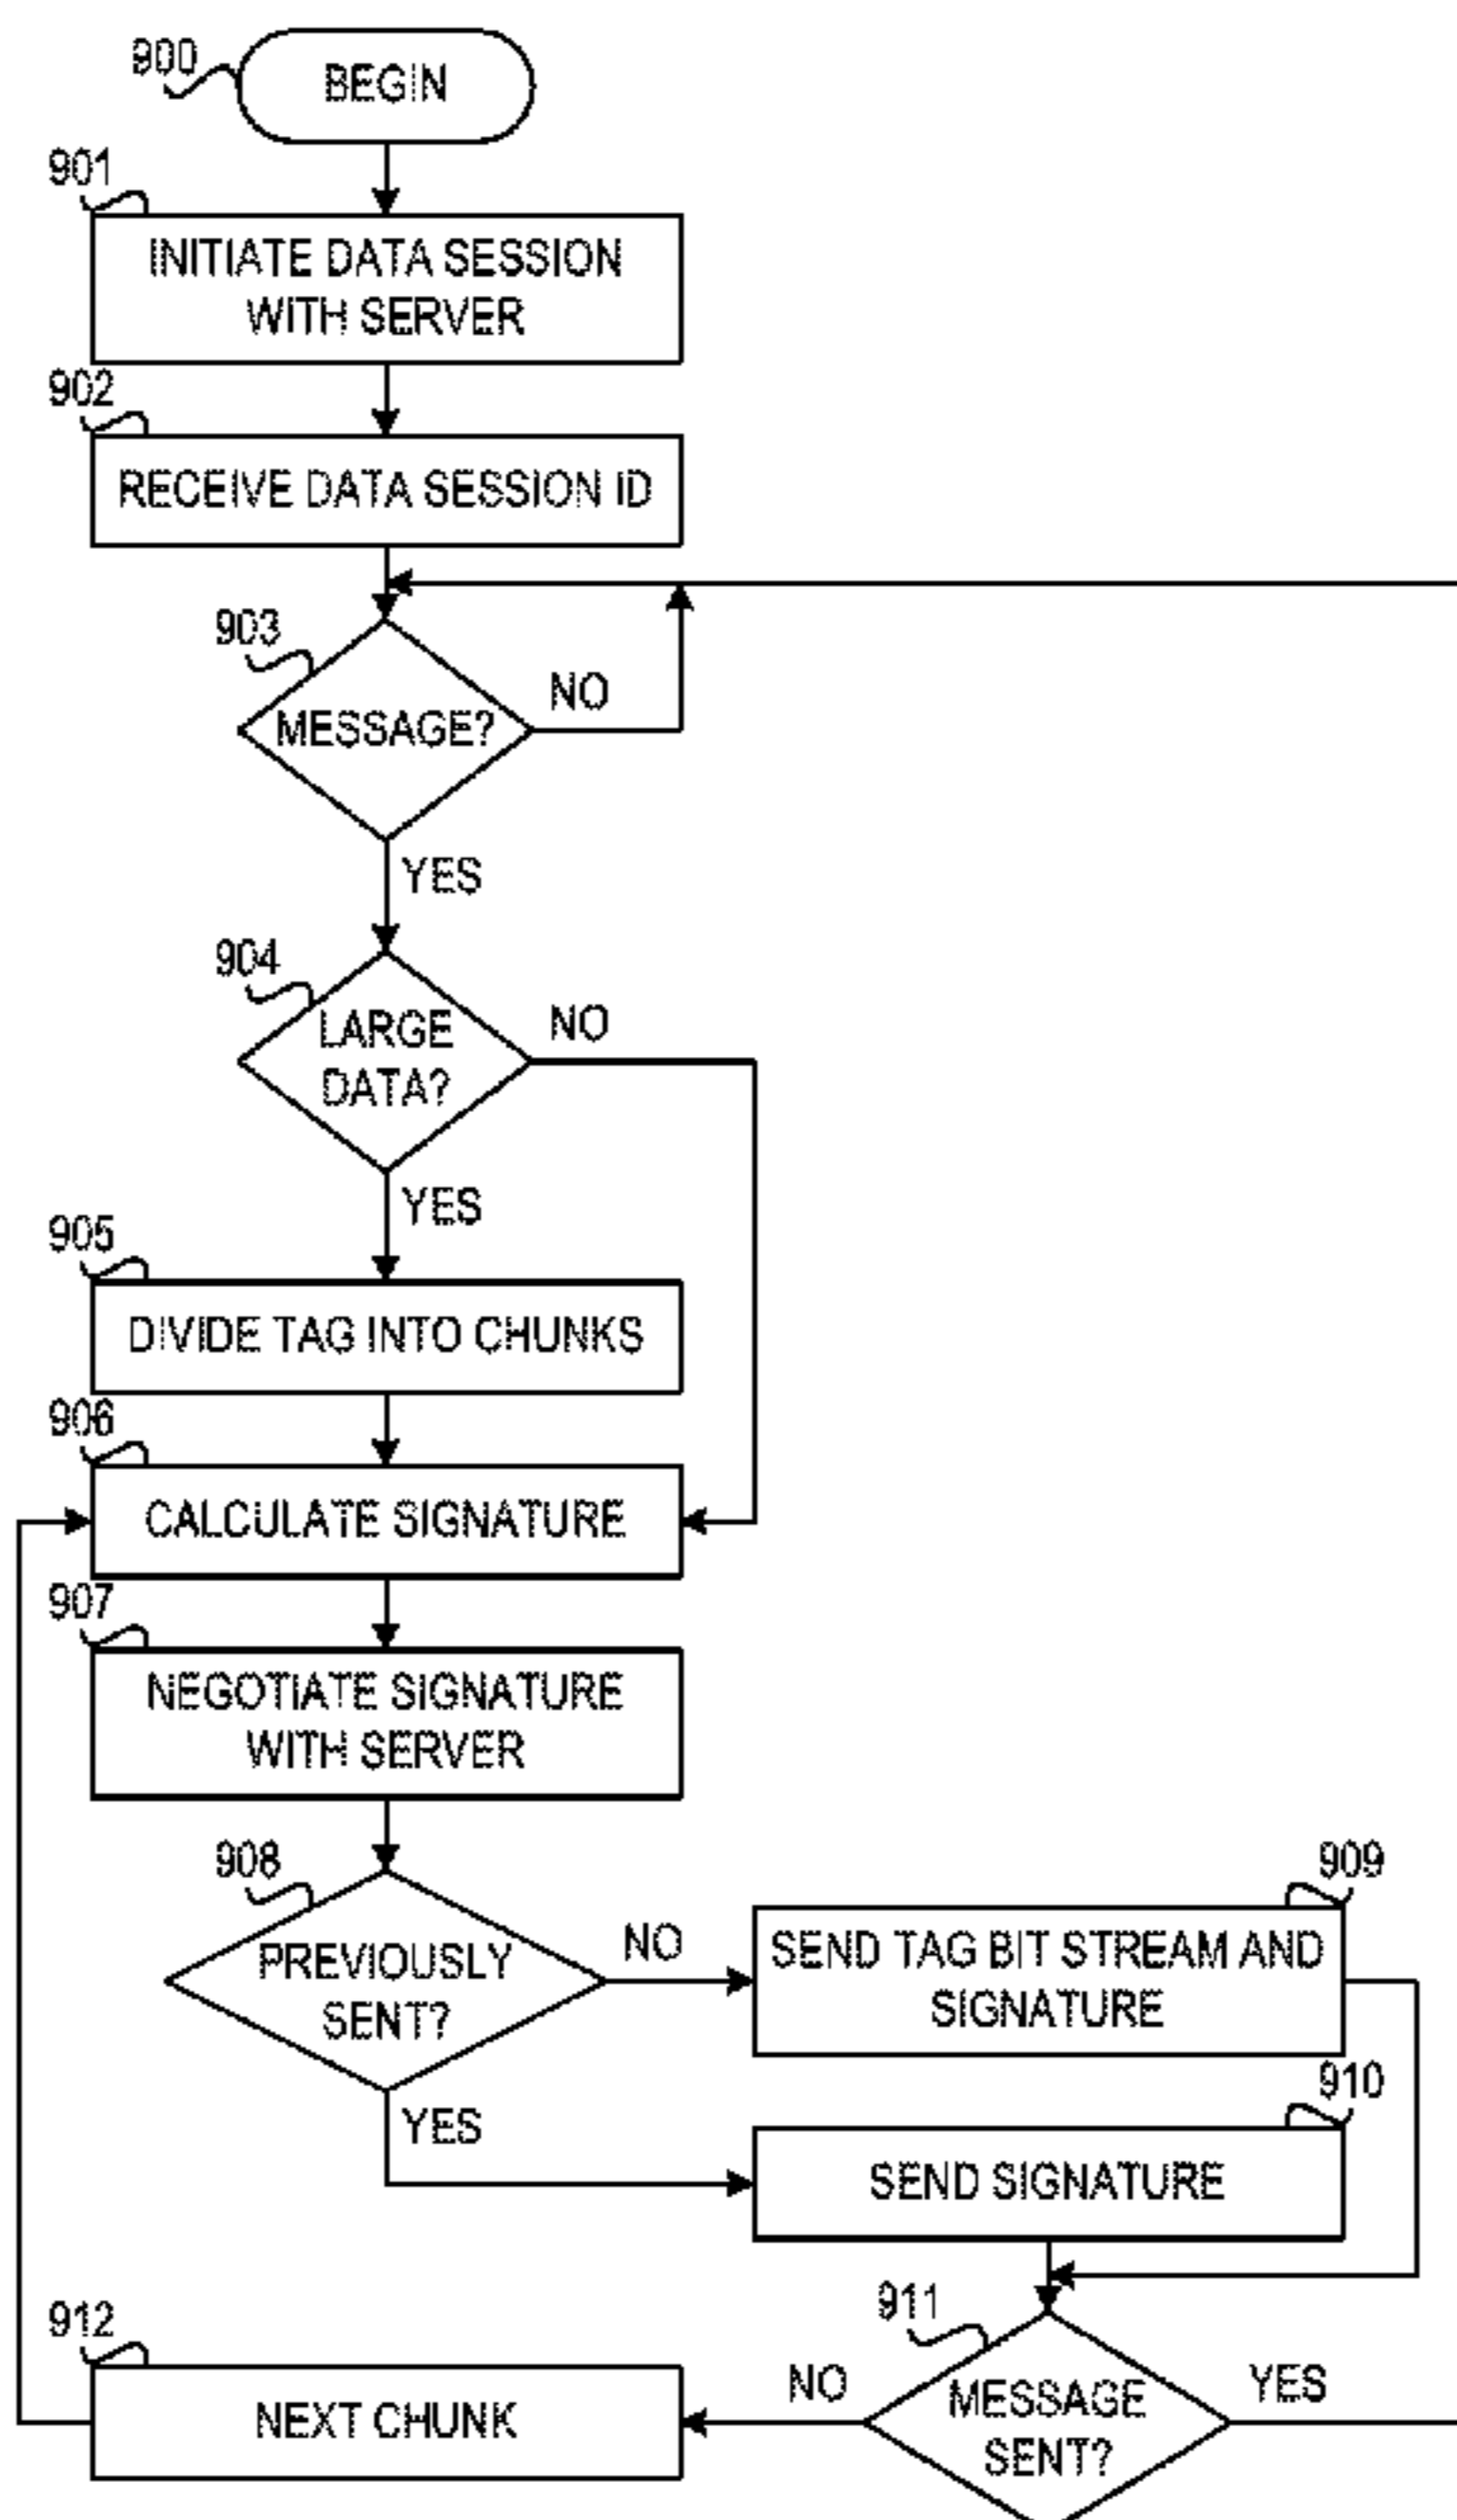 900
BEGIN
901
INITIATE DATA SESSION
WITH SERVER
902
RECEIVE DATA SESSION ID
903
MESSAGE?
NO
YES
904
LARGE
DATA?
NO
YES
905
DIVIDE TAG INTO CHUNKS
906
CALCULATE SIGNATURE
907
NEGOTIATE SIGNATURE
WITH SERVER
908
PREVIOUSLY
SENT?
NO
YES
909
SEND TAG BIT STREAM AND
SIGNATURE
910
SEND SIGNATURE
911
MESSAGE
SENT?
NO
YES
912
NEXT CHUNK